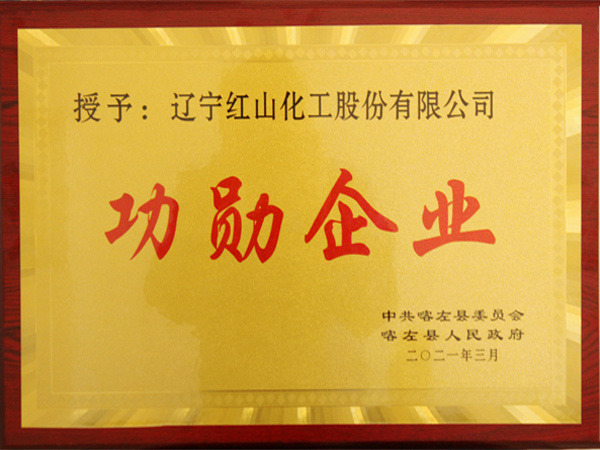 授予：辽宁红山化工股份有限公司
功勋企业
中共喀左县委员会
喀左县人民政府
二〇二一年三月